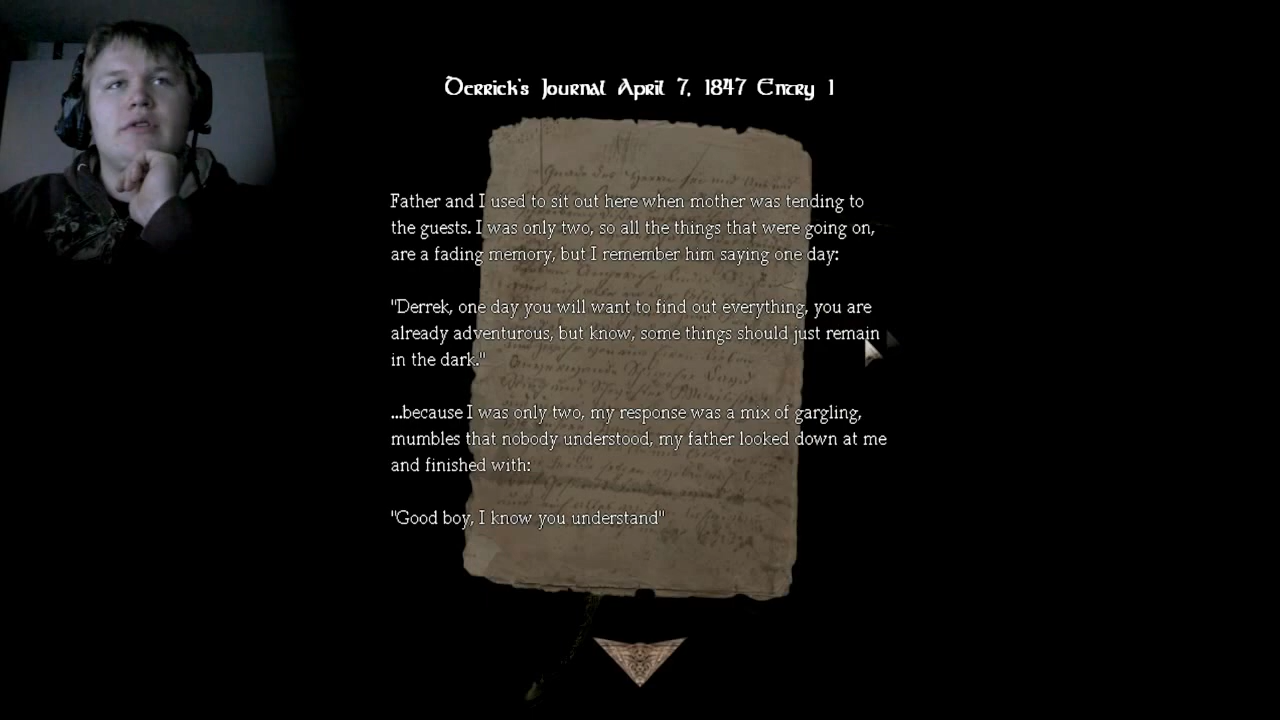 Derrick's Journal April 7, 1847 Entry 1
Father and I used to sit out here when mother was tending to
the guests. I was only two, so all the things that were going on,
are a fading memory, but I remember him saying one day:
"Derrek, one day you will want to find out everything, you are
already adventurous, but know, some things should just remain
in the dark."
...because I was only two, my response was a mix of gargling,
mumbles that nobody understood, my father looked down at me
and finished with:
"Good boy, I know you understand"